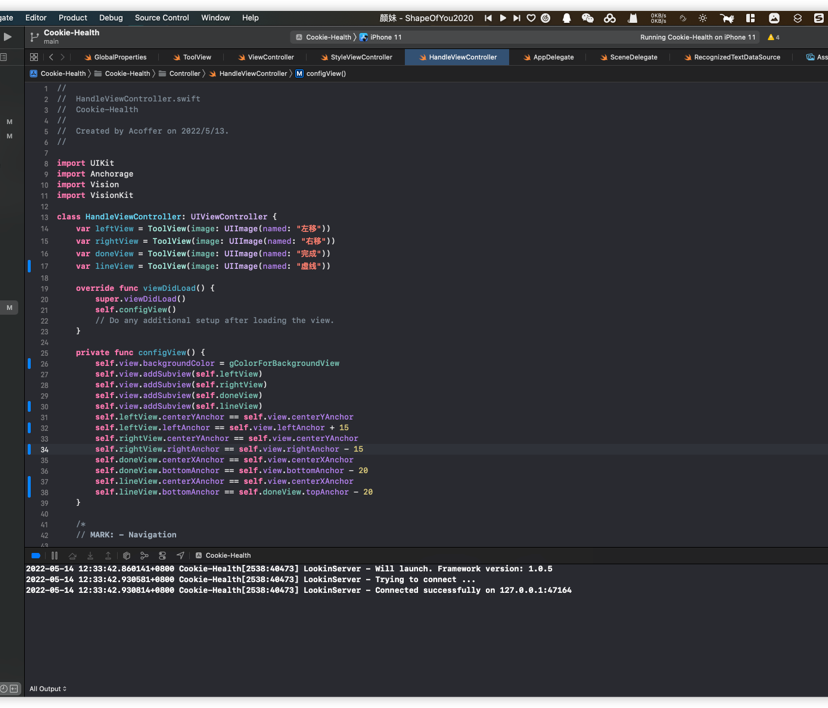 gate Editor Product Debug Source Control Window Help 颜妹 - ShapeOfYou2020 0KB/s 0KB/s
Cookie-Health
main
Cookie-Health 〉 iPhone 11 Running Cookie-Health on iPhone 11 4
GlobalProperties ToolView ViewController StyleViewController HandleViewController AppDelegate SceneDelegate RecognizedTextDataSource Ass
Cookie-Health 〉 Cookie-Health 〉 Controller 〉 HandleViewController 〉 M configView()
1 //
2 // HandleViewController.swift
3 // Cookie-Health
4 //
5 // Created by Acoffer on 2022/5/13.
6 //
7
8 import UIKit
9 import Anchorage
10 import Vision
11 import VisionKit
12
13 class HandleViewController: UIViewController {
14 var leftView = ToolView(image: UIImage(named: "左移"))
15 var rightView = ToolView(image: UIImage(named: "右移"))
16 var doneView = ToolView(image: UIImage(named: "完成"))
17 var lineView = ToolView(image: UIImage(named: "虚线"))
18
19 override func viewDidLoad() {
20 super.viewDidLoad()
21 self.configView()
22 // Do any additional setup after loading the view.
23 }
24
25 private func configView() {
26 self.view.backgroundColor = gColorForBackgroundView
27 self.view.addSubview(self.leftView)
28 self.view.addSubview(self.rightView)
29 self.view.addSubview(self.doneView)
30 self.view.addSubview(self.lineView)
31 self.leftView.centerYAnchor == self.view.centerYAnchor
32 self.leftView.leftAnchor == self.view.leftAnchor + 15
33 self.rightView.centerYAnchor == self.view.centerYAnchor
34 self.rightView.rightAnchor == self.view.rightAnchor - 15
35 self.doneView.centerXAnchor == self.view.centerXAnchor
36 self.doneView.bottomAnchor == self.view.bottomAnchor - 20
37 self.lineView.centerXAnchor == self.view.centerXAnchor
38 self.lineView.bottomAnchor == self.doneView.topAnchor - 20
39 }
40
41 /*
42 // MARK: - Navigation
43
M
M
M
Cookie-Health
2022-05-14 12:33:42.860141+0800 Cookie-Health[2538:40473] LookinServer - Will launch. Framework version: 1.0.5
2022-05-14 12:33:42.930581+0800 Cookie-Health[2538:40473] LookinServer - Trying to connect ...
2022-05-14 12:33:42.930814+0800 Cookie-Health[2538:40473] LookinServer - Connected successfully on 127.0.0.1:47164
All Output